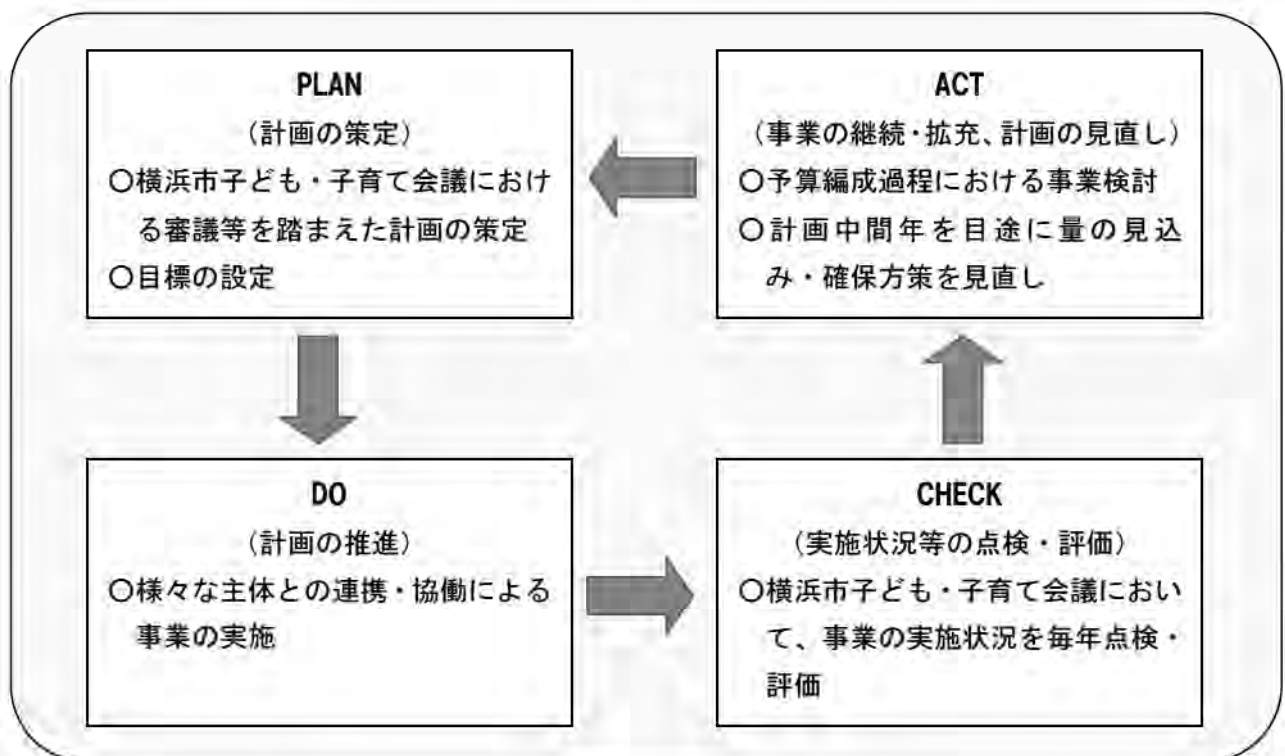 PLAN
(計画の策定)
〇横浜市子ども・子育て会議におけ
る審議等を踏まえた計画の策定
〇目標の設定
ACT
(事業の継続・拡充、計画の見直し)
〇予算編成過程における事業検討
〇計画中間年を目途に量の見込
み・確保方策を見直し
DO
(計画の推進)
〇様々な主体との連携・協働による
事業の実施
CHECK
(実施状況等の点検・評価)
〇横浜市子ども・子育て会議におい
て、事業の実施状況を毎年点検・
評価